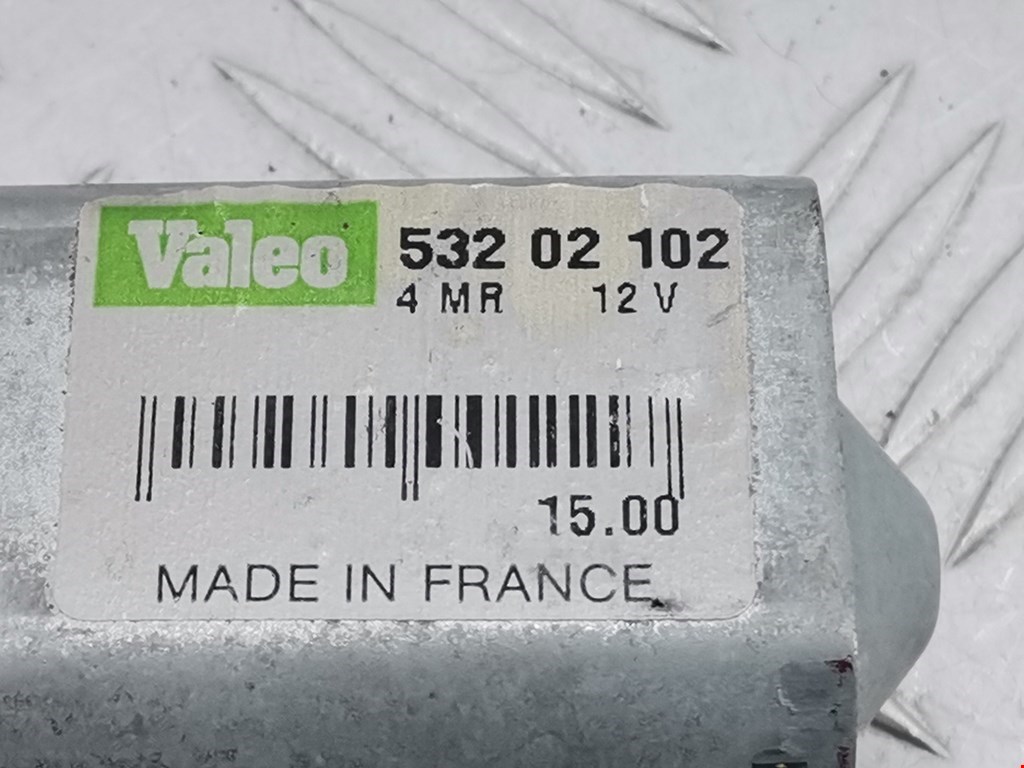 Valeo 532 02 102
4 MR 12 V
15.00
MADE IN FRANCE